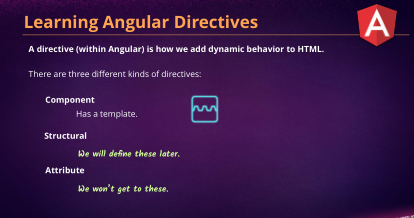 Learning Angular Directives
A directive (within Angular) is how we add dynamic behavior to HTML.
There are three different kinds of directives:
Component
Has a template.
Structural
We will define these later.
Attribute
We won't get to these.
A